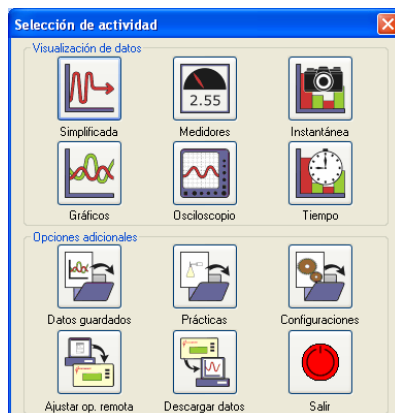 Selección de actividad
Visualización de datos
2.55
Simplificada Medidores Instantánea
Gráficos Osciloscopio Tiempo
Opciones adicionales
Datos guardados Prácticas Configuraciones
Ajustar op. remota Descargar datos Salir